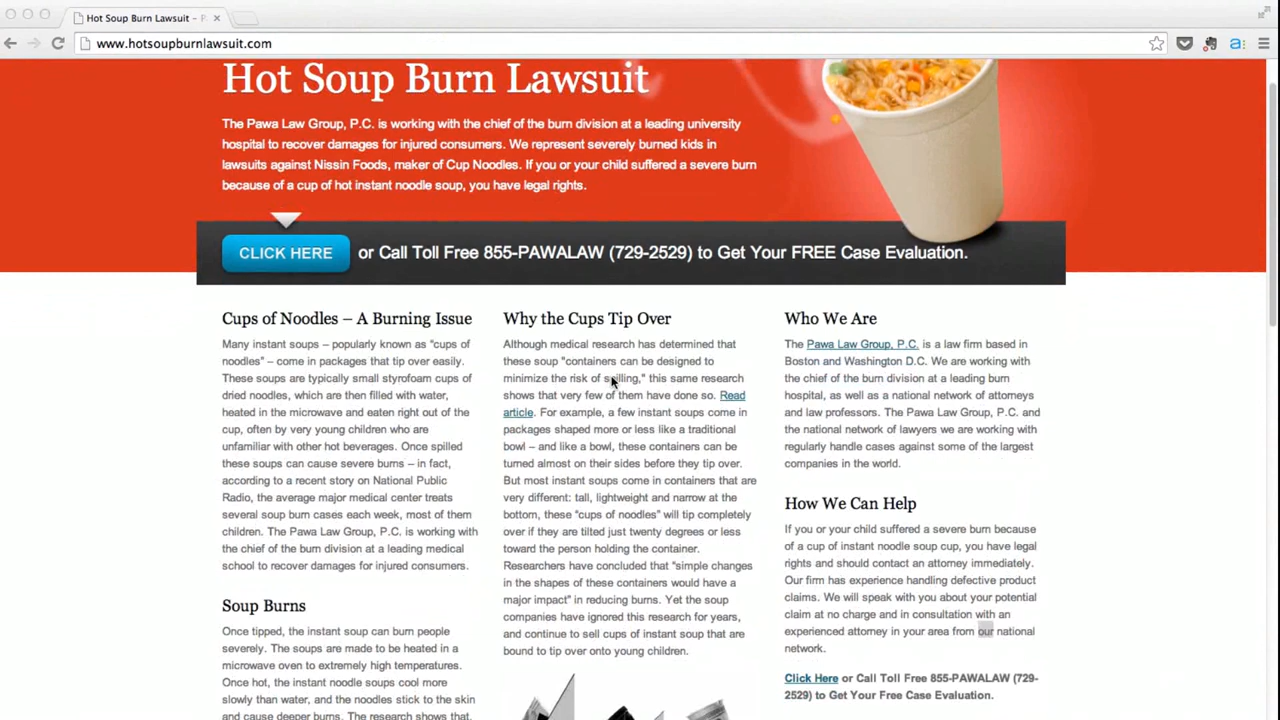 Hot Soup Burn Lawsuit – P
www.hotsoupburnlawsuit.com
Hot Soup Burn Lawsuit
The Pawa Law Group, P.C. is working with the chief of the burn division at a leading university
hospital to recover damages for injured consumers. We represent severely burned kids in
lawsuits against Nissin Foods, maker of Cup Noodles. If you or your child suffered a severe burn
because of a cup of hot instant noodle soup, you have legal rights.
CLICK HERE or Call Toll Free 855-PAWALAW (729-2529) to Get Your FREE Case Evaluation.
Cups of Noodles – A Burning Issue
Many instant soups – popularly known as “cups of
noodles” – come in packages that tip over easily.
These soups are typically small styrofoam cups of
dried noodles, which are then filled with water,
heated in the microwave and eaten right out of the
cup, often by very young children who are
unfamiliar with other hot beverages. Once spilled
these soups can cause severe burns – in fact,
according to a recent story on National Public
Radio, the average major medical center treats
several soup burn cases each week, most of them
children. The Pawa Law Group, P.C. is working with
the chief of the burn division at a leading medical
school to recover damages for injured consumers.
Soup Burns
Once tipped, the instant soup can burn people
severely. The soups are made to be heated in a
microwave oven to extremely high temperatures.
Once hot, the instant noodle soups cool more
slowly than water, and the noodles stick to the skin
and cause deeper burns. The research shows that,
Why the Cups Tip Over
Although medical research has determined that
these soup "containers can be designed to
minimize the risk of spilling," this same research
shows that very few of them have done so. Read
article. For example, a few instant soups come in
packages shaped more or less like a traditional
bowl – and like a bowl, these containers can be
turned almost on their sides before they tip over.
But most instant soups come in containers that are
very different: tall, lightweight and narrow at the
bottom, these “cups of noodles” will tip completely
over if they are tilted just twenty degrees or less
toward the person holding the container.
Researchers have concluded that “simple changes
in the shapes of these containers would have a
major impact” in reducing burns. Yet the soup
companies have ignored this research for years,
and continue to sell cups of instant soup that are
bound to tip over onto young children.
Who We Are
The Pawa Law Group, P.C. is a law firm based in
Boston and Washington D.C. We are working with
the chief of the burn division at a leading burn
hospital, as well as a national network of attorneys
and law professors. The Pawa Law Group, P.C. and
the national network of lawyers we are working with
regularly handle cases against some of the largest
companies in the world.
How We Can Help
If you or your child suffered a severe burn because
of a cup of instant noodle soup cup, you have legal
rights and should contact an attorney immediately.
Our firm has experience handling defective product
claims. We will speak with you about your potential
claim at no charge and in consultation with an
experienced attorney in your area from our national
network.
Click Here or Call Toll Free 855-PAWALAW (729-
2529) to Get Your Free Case Evaluation.